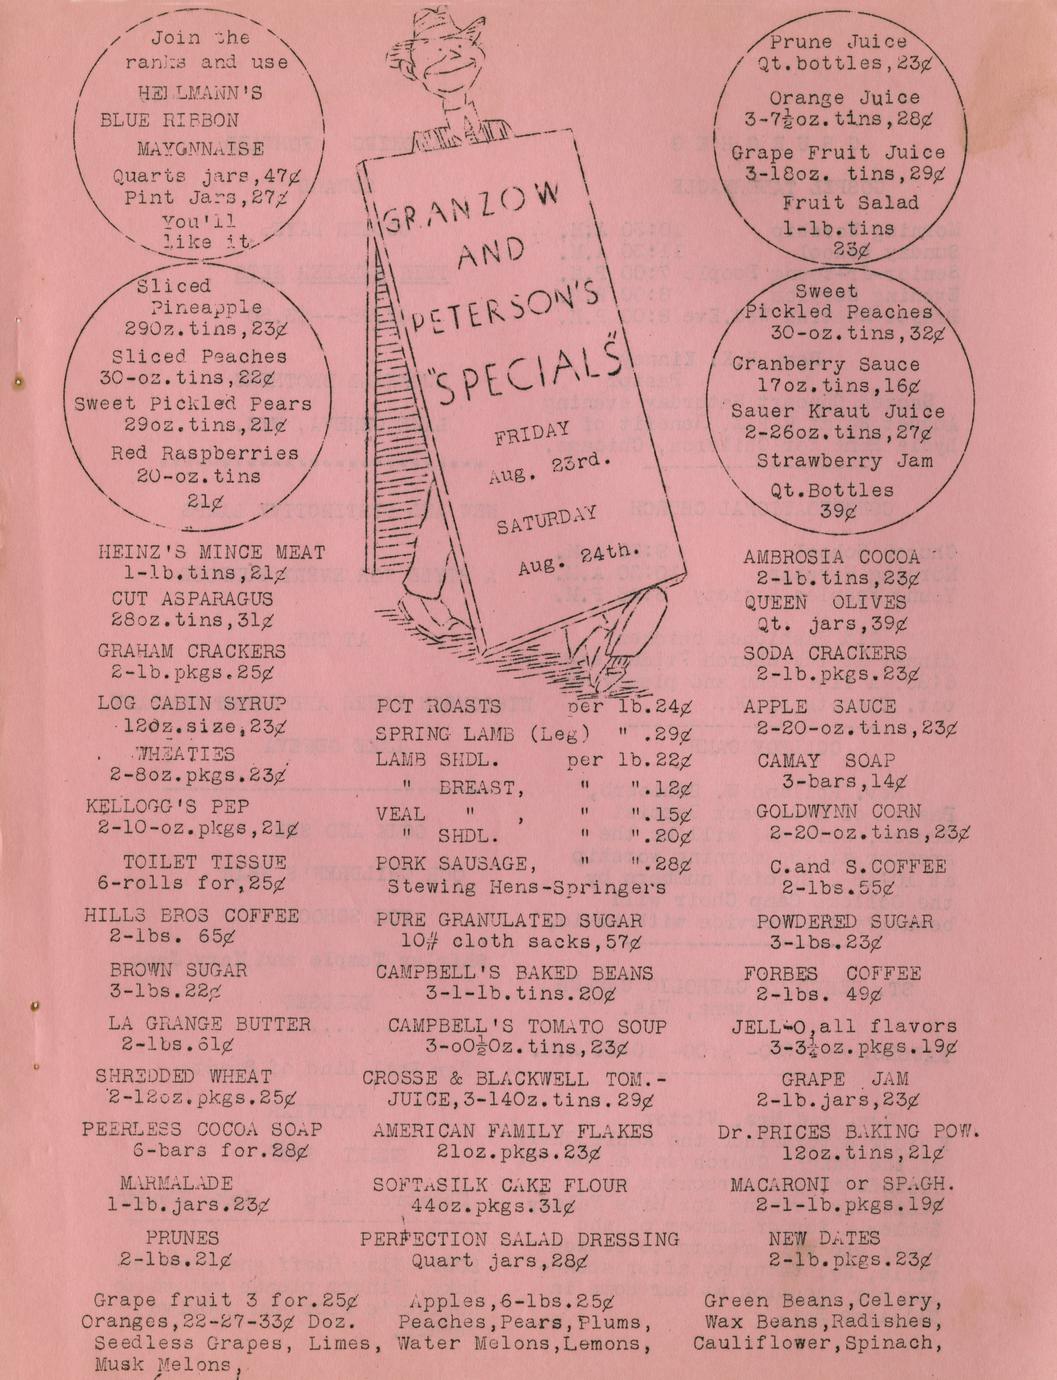 Join the
ranks and use
HELLMANN'S
BLUE RIBBON
MAYGNNAISE
Quarts jars,47¢
Pint Jars,27¢
You'll
like it.
Sliced
Pineapple
29Oz.tins,23¢
Sliced Peaches
30-oz.tins,22¢
Sweet Pickled Pears
29oz.tins,21¢
Red Raspberries
20-oz.tins
21¢
GRANZOW
AND
PETERSON'S
"SPECIALS"
FRIDAY
Aug. 23rd.
SATURDAY
Aug. 24th.
Prune Juice
Qt.bottles,23¢
Orange Juice
3-7½oz.tins,28¢
Grape Fruit Juice
3-18oz. tins,29¢
Fruit Salad
1-lb.tins
23¢
Sweet
Pickled Peaches
30-oz.tins,32¢
Cranberry Sauce
17oz.tins,16¢
Sauer Kraut Juice
2-26oz.tins,27¢
Strawberry Jam
Qt.Bottles
39¢
HEINZ'S MINCE MEAT
1-lb.tins,21¢
CUT ASPARAGUS
28oz.tins,31¢
GRAHAM CRACKERS
2-lb.pkgs.25¢
LOG CABIN SYRUP
12oz.size,23¢
WHEATIES
2-8oz.pkgs.23¢
KELLOGG'S PEP
2-10-oz.pkgs,21¢
TOILET TISSUE
6-rolls for,25¢
HILLS BROS COFFEE
2-lbs. 65¢
BROWN SUGAR
3-lbs.22¢
LA GRANGE BUTTER
2-lbs.61¢
SHREDDED WHEAT
2-12oz.pkgs.25¢
PEERLESS COCOA SOAP
6-bars for.28¢
MARMALADE
1-lb.jars.23¢
PRUNES
2-lbs.21¢
POT ROASTS per lb.24¢
SPRING LAMB (Leg) " .29¢
LAMB SHDL. per lb.22¢
" BREAST, " ".12¢
VEAL " , " ".15¢
" SHDL. " ".20¢
PORK SAUSAGE, " ".28¢
Stewing Hens-Springers
PURE GRANULATED SUGAR
10# cloth sacks,57¢
CAMPBELL'S BAKED BEANS
3-1-lb.tins.20¢
CAMPBELL'S TOMATO SOUP
3-o0½Oz.tins,23¢
CROSSE & BLACKWELL TOM.-
JUICE,3-14Oz.tins.29¢
AMERICAN FAMILY FLAKES
21oz.pkgs.23¢
SOFTASILK CAKE FLOUR
44oz.pkgs.31¢
PERFECTION SALAD DRESSING
Quart jars,28¢
AMBROSIA COCOA
2-lb.tins,23¢
QUEEN OLIVES
Qt. jars,39¢
SODA CRACKERS
2-lb.pkgs.23¢
APPLE SAUCE
2-20-oz.tins,23¢
CAMAY SOAP
3-bars,14¢
GOLDWYNN CORN
2-20-oz.tins,23¢
C.and S.COFFEE
2-lbs.55¢
POWDERED SUGAR
3-lbs.23¢
FORBES COFFEE
2-lbs. 49¢
JELL-O,all flavors
3-3½oz.pkgs.19¢
GRAPE JAM
2-lb.jars,23¢
Dr.PRICES BAKING POW.
12oz.tins,21¢
MACARONI or SPAGH.
2-1-lb.pkgs.19¢
NEW DATES
2-lb.pkgs.23¢
Grape fruit 3 for.25¢ Apples,6-lbs.25¢ Green Beans,Celery,
Oranges,22-27-33¢ Doz. Peaches,Pears,Plums, Wax Beans,Radishes,
Seedless Grapes, Limes, Water Melons,Lemons, Cauliflower,Spinach,
Musk Melons,